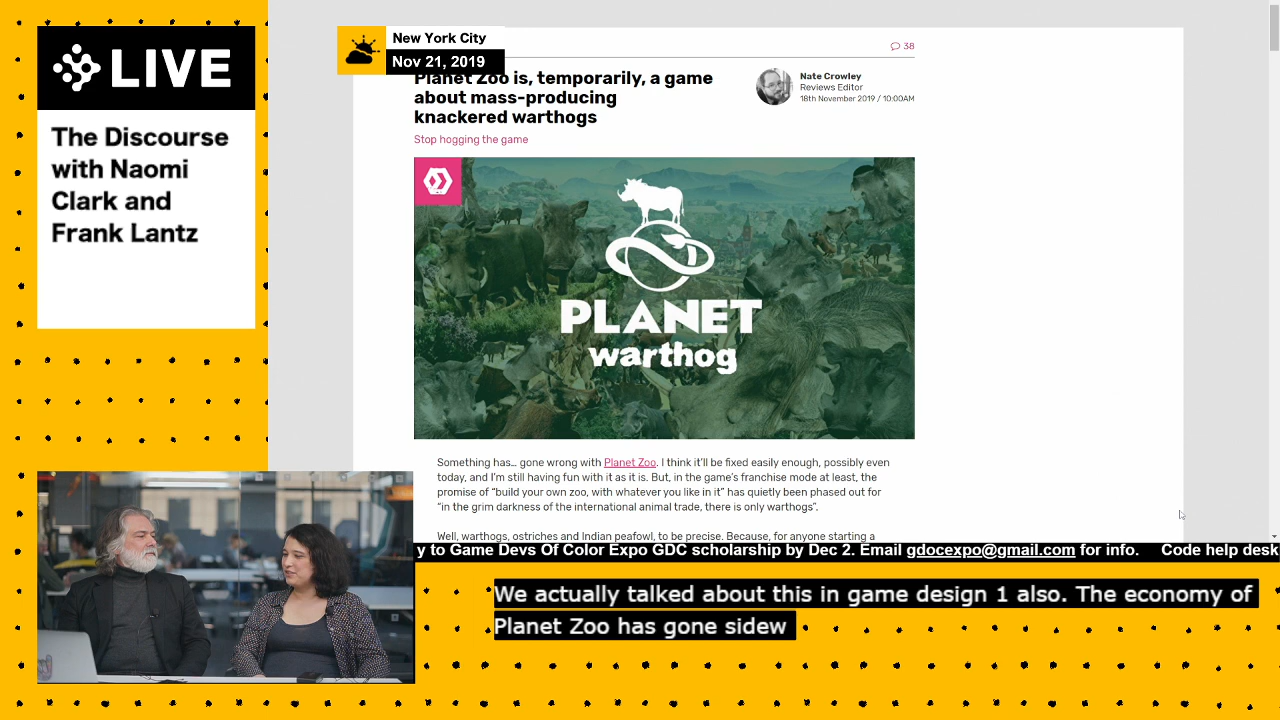 LIVE
The Discourse
with Naomi
Clark and
Frank Lantz
New York City
Nov 21, 2019
38
Planet Zoo is, temporarily, a game
about mass-producing
knackered warthogs
Stop hogging the game
Nate Crowley
Reviews Editor
18th November 2019 / 10:00AM
PLANET
warthog
Something has… gone wrong with Planet Zoo. I think it'll be fixed easily enough, possibly even
today, and I'm still having fun with it as it is. But, in the game's franchise mode at least, the
promise of "build your own zoo, with whatever you like in it" has quietly been phased out for
"in the grim darkness of the international animal trade, there is only warthogs".
Well, warthogs, ostriches and Indian peafowl, to be precise. Because, for anyone starting a
y to Game Devs Of Color Expo GDC scholarship by Dec 2. Email gdocexpo@gmail.com for info. Code help desk
We actually talked about this in game design 1 also. The economy of
Planet Zoo has gone sidew